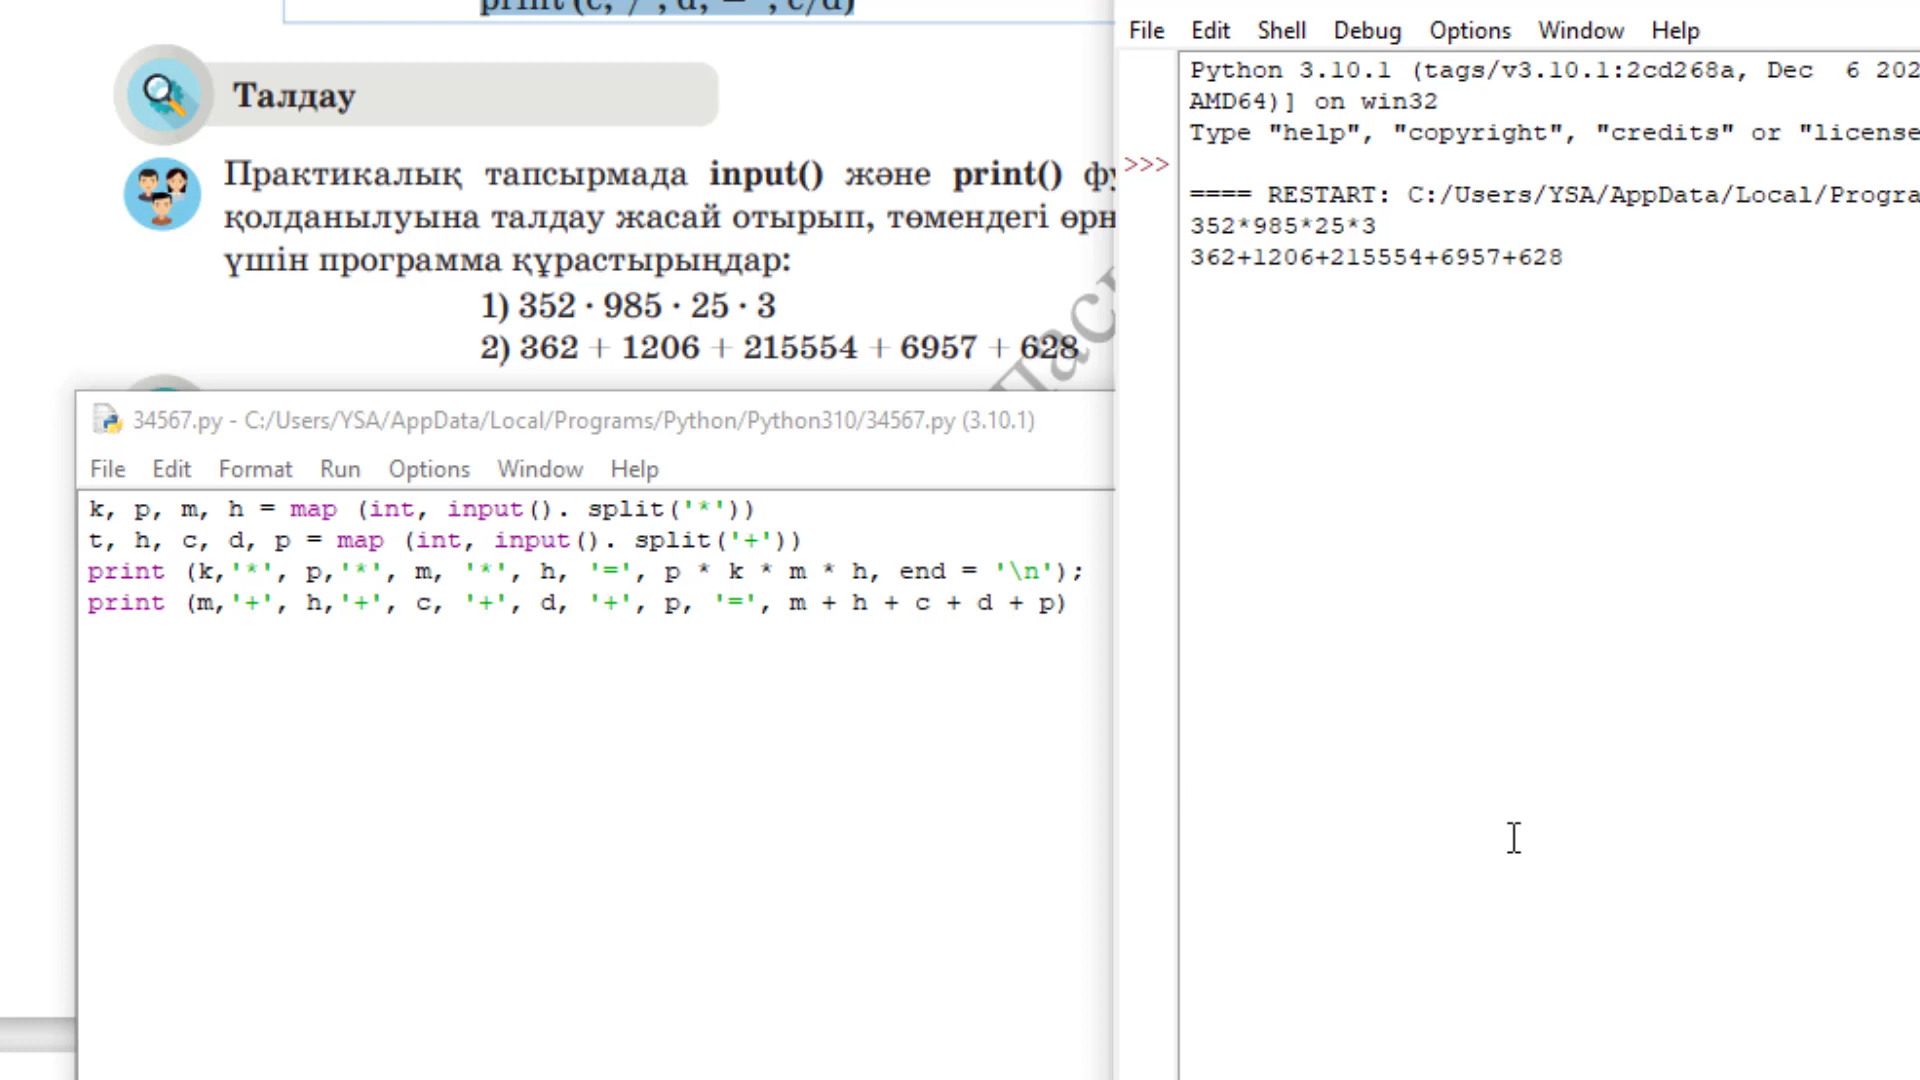 print (c, '/', d, '=', c/d)
Талдау
Практикалық тапсырмада input() және print()
қолданылуына талдау жасай отырып, төмендегі
үшін программа құрастырыңдар:
1) 352 · 985 · 25 · 3
2) 362 + 1206 + 215554 + 6957 + 628
34567.py - C:/Users/YSA/AppData/Local/Programs/Python/Python310/34567.py (3.10.1)
File Edit Format Run Options Window Help
k, p, m, h = map (int, input(). split('*'))
t, h, c, d, p = map (int, input(). split('+'))
print (k,'*', p,'*', m, '*', h, '=', p * k * m * h, end = '\n');
print (m,'+', h,'+', c, '+', d, '+', p, '=', m + h + c + d + p)
File Edit Shell Debug Options Window Help
Python 3.10.1 (tags/v3.10.1:2cd268a, Dec 6 202
AMD64)] on win32
Type "help", "copyright", "credits" or "license
>>>
==== RESTART: C:/Users/YSA/AppData/Local/Progra
352*985*25*3
362+1206+215554+6957+628